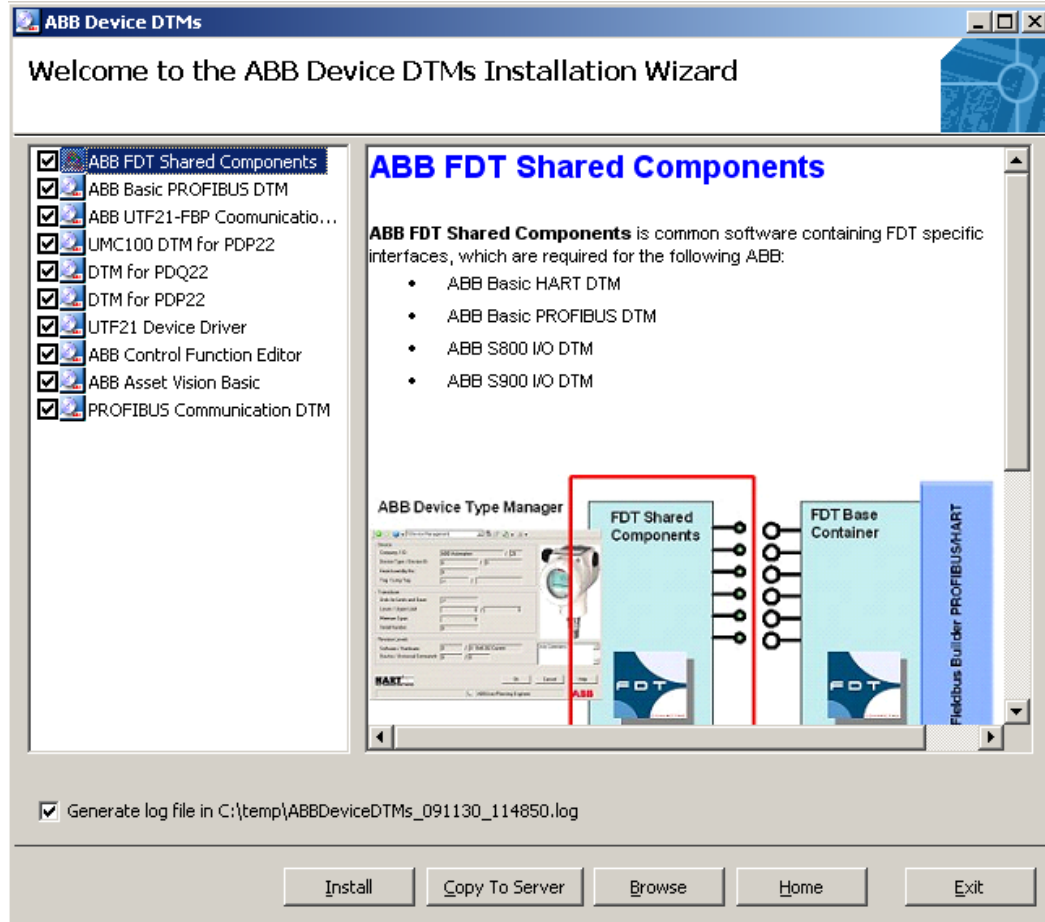 ABB Device DTMs
Welcome to the ABB Device DTMs Installation Wizard
ABB FDT Shared Components
ABB Basic PROFIBUS DTM
ABB UTF21-FBP Coomunicatio...
UMC100 DTM for PDP22
DTM for PDQ22
DTM for PDP22
UTF21 Device Driver
ABB Control Function Editor
ABB Asset Vision Basic
PROFIBUS Communication DTM
ABB FDT Shared Components
ABB FDT Shared Components is common software containing FDT specific
interfaces, which are required for the following ABB:
• ABB Basic HART DTM
• ABB Basic PROFIBUS DTM
• ABB S800 I/O DTM
• ABB S900 I/O DTM
ABB Device Type Manager
HART
ABB
FDT Shared
Components
FDT
FDT Base
Container
FDT
Fieldbus Builder PROFIBUS/HART
Generate log file in C:\temp\ABBDeviceDTMs_091130_114850.log
Install
Copy To Server
Browse
Home
Exit